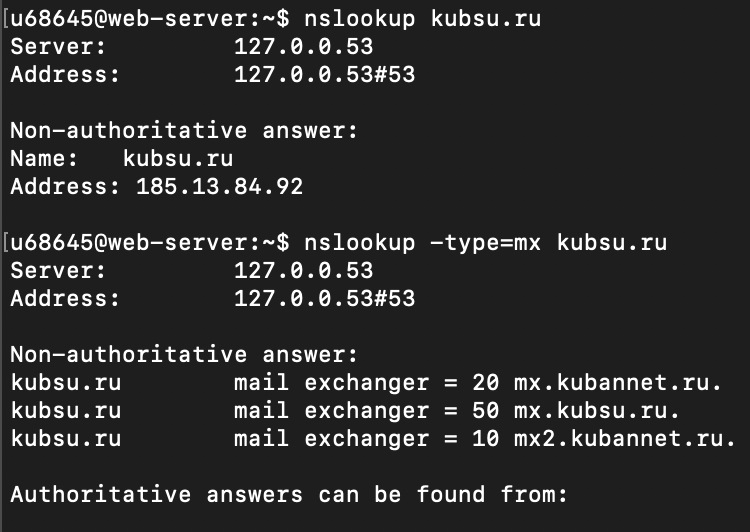 [u68645@web-server:~$ nslookup kubsu.ru
Server:         127.0.0.53
Address:        127.0.0.53#53
Non-authoritative answer:
Name:   kubsu.ru
Address: 185.13.84.92
[u68645@web-server:~$ nslookup -type=mx kubsu.ru
Server:         127.0.0.53
Address:        127.0.0.53#53
Non-authoritative answer:
kubsu.ru        mail exchanger = 20 mx.kubannet.ru.
kubsu.ru        mail exchanger = 50 mx.kubsu.ru.
kubsu.ru        mail exchanger = 10 mx2.kubannet.ru.
Authoritative answers can be found from: